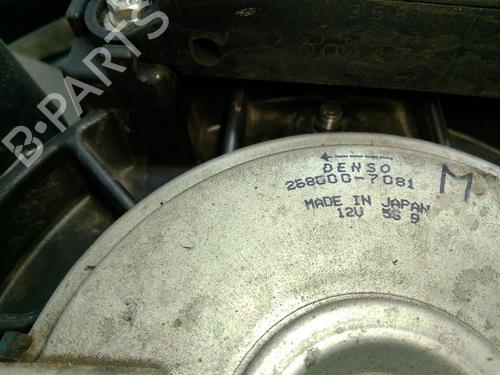 B-PARTS
DENSO
268000-7081
M
MADE IN JAPAN
12V 5S 9